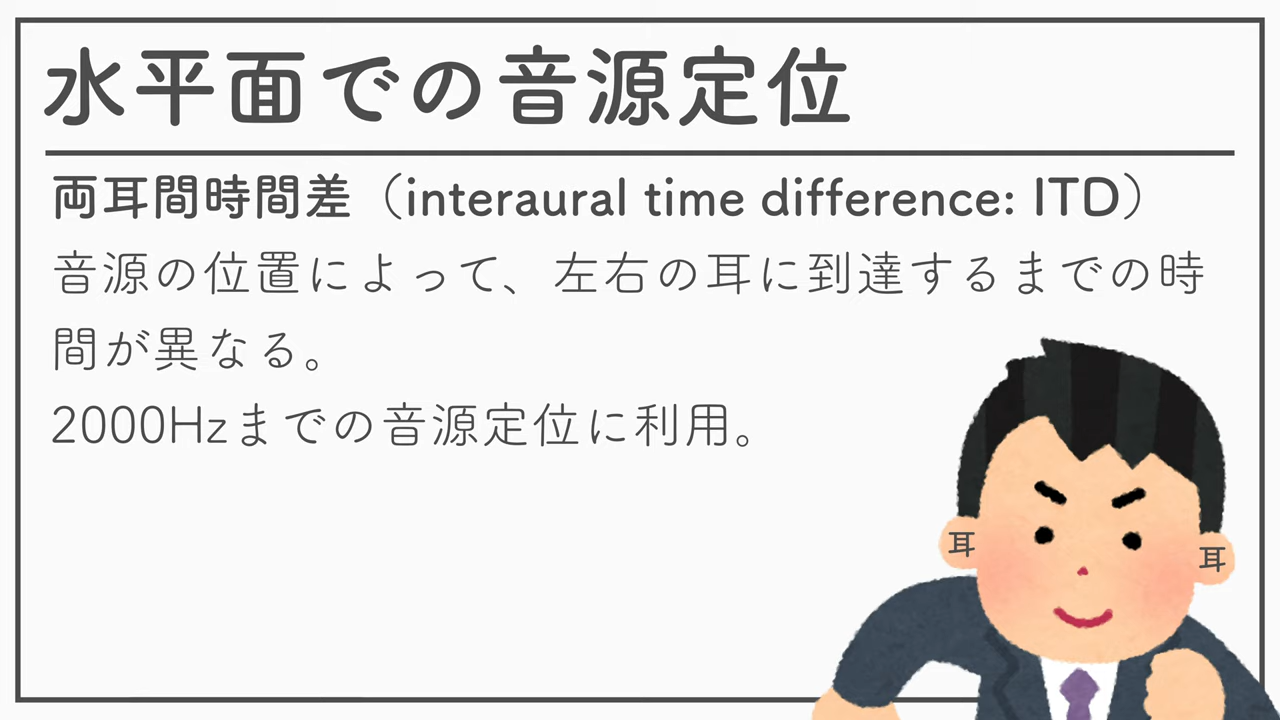 水平面での音源定位
両耳間時間差（interaural time difference: ITD）
音源の位置によって、左右の耳に到達するまでの時
間が異なる。
2000Hzまでの音源定位に利用。
耳
耳